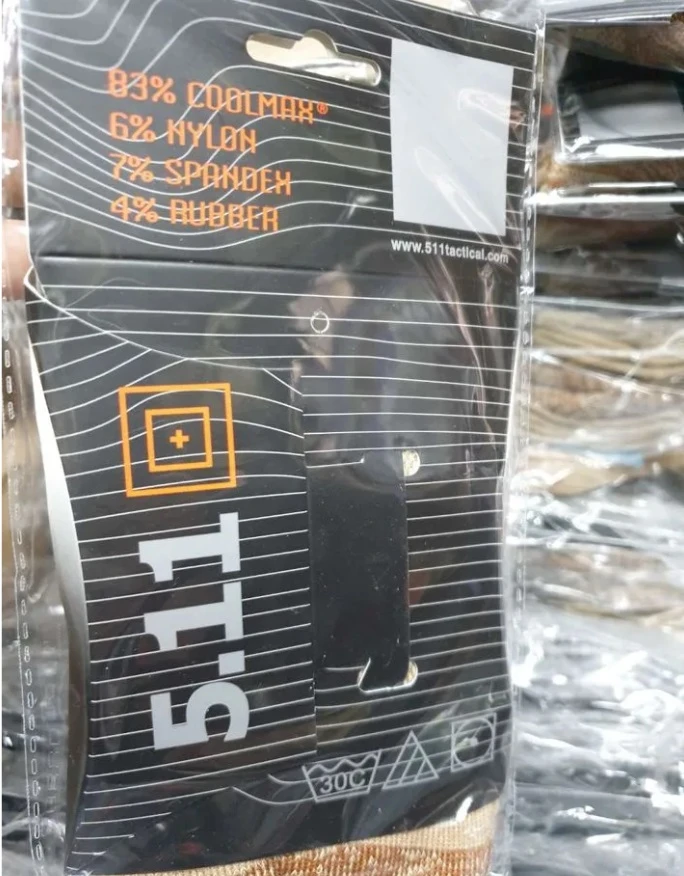 83% COOLMAX®
6% NYLON
7% SPANDEX
4% RUBBER
www.511tactical.com
5.11
30C